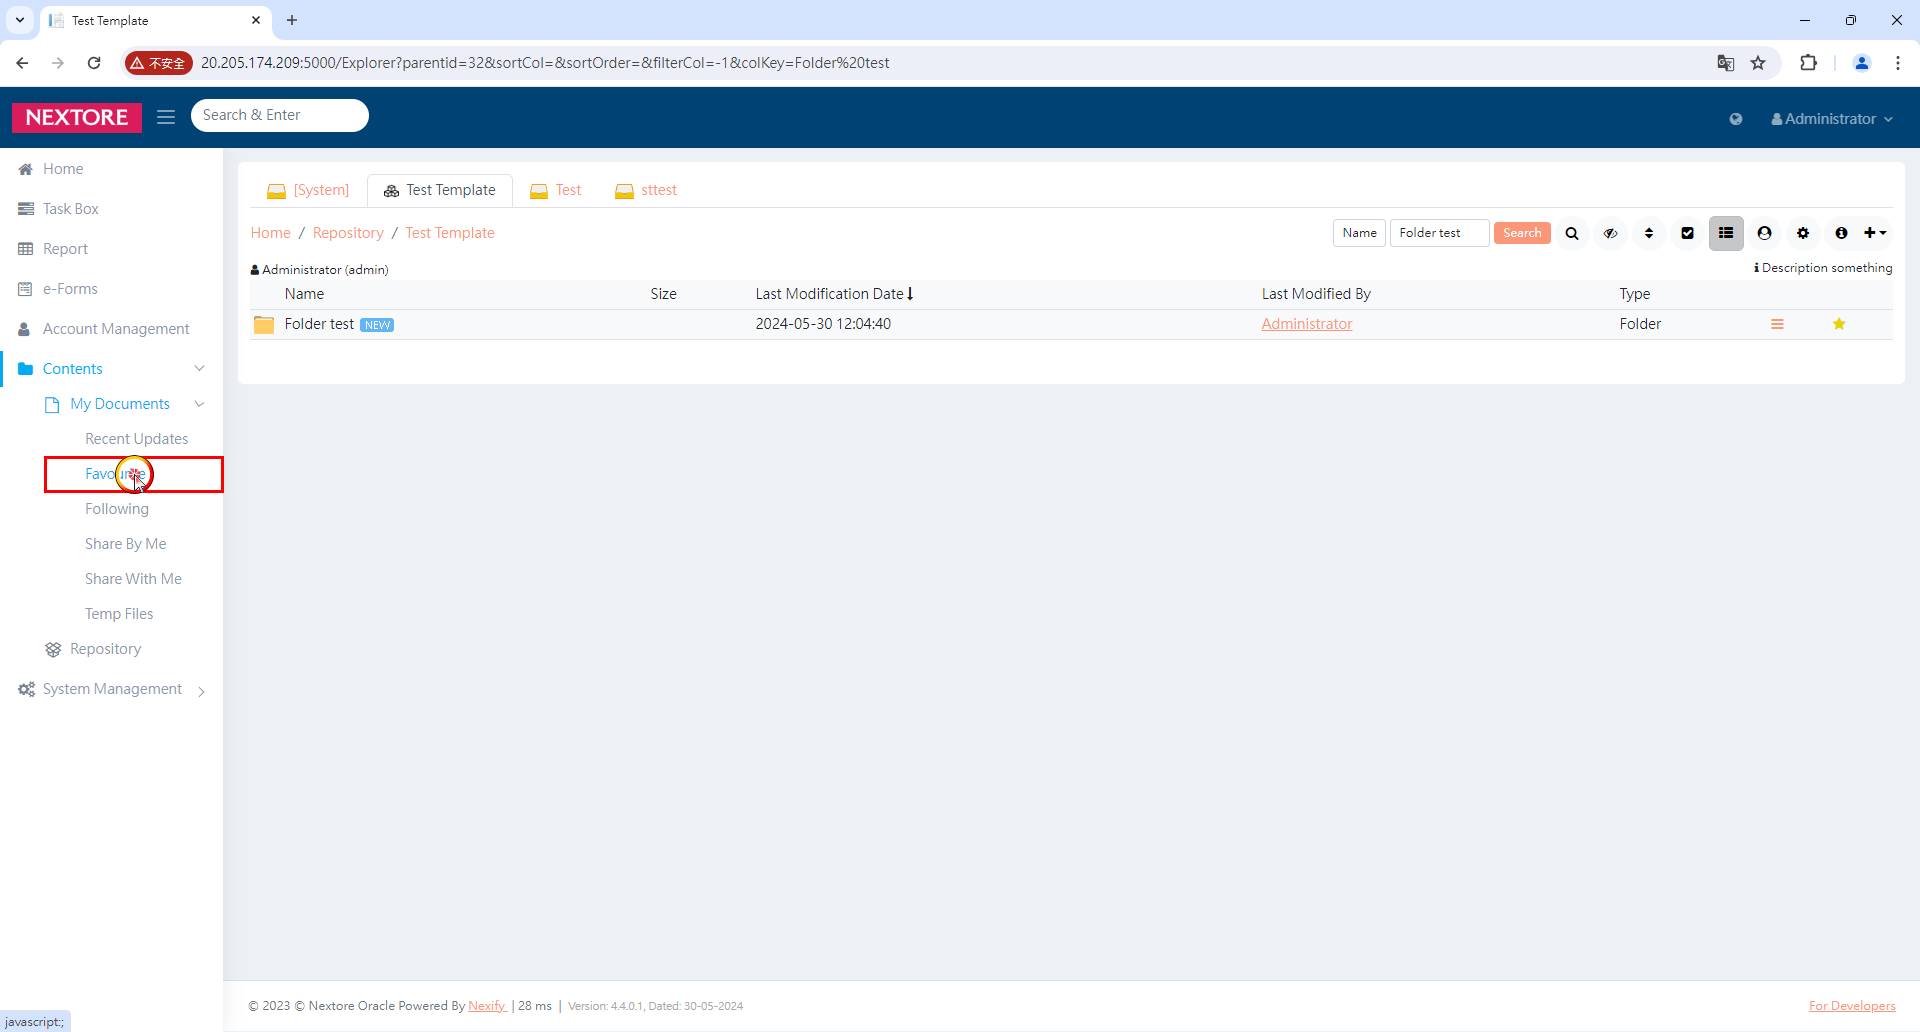 Test Template
不安全
20.205.174.209:5000/Explorer?parentid=32&sortCol=&sortOrder=&filterCol=-1&colKey=Folder%20test
NEXTORE
Search & Enter
Administrator
Home
Task Box
Report
e-Forms
Account Management
Contents
My Documents
Recent Updates
Following
Share By Me
Share With Me
Temp Files
Repository
System Management
[System]
Test Template
Test
sttest
Home / Repository / Test Template
Name
Folder test
Search
Administrator (admin)
Description something
Name Size Last Modification Date Last Modified By Type
Folder test NEW 2024-05-30 12:04:40 Administrator Folder
© 2023 © Nextore Oracle Powered By Nexify | 28 ms | Version: 4.4.0.1, Dated: 30-05-2024
For Developers
javascript:;